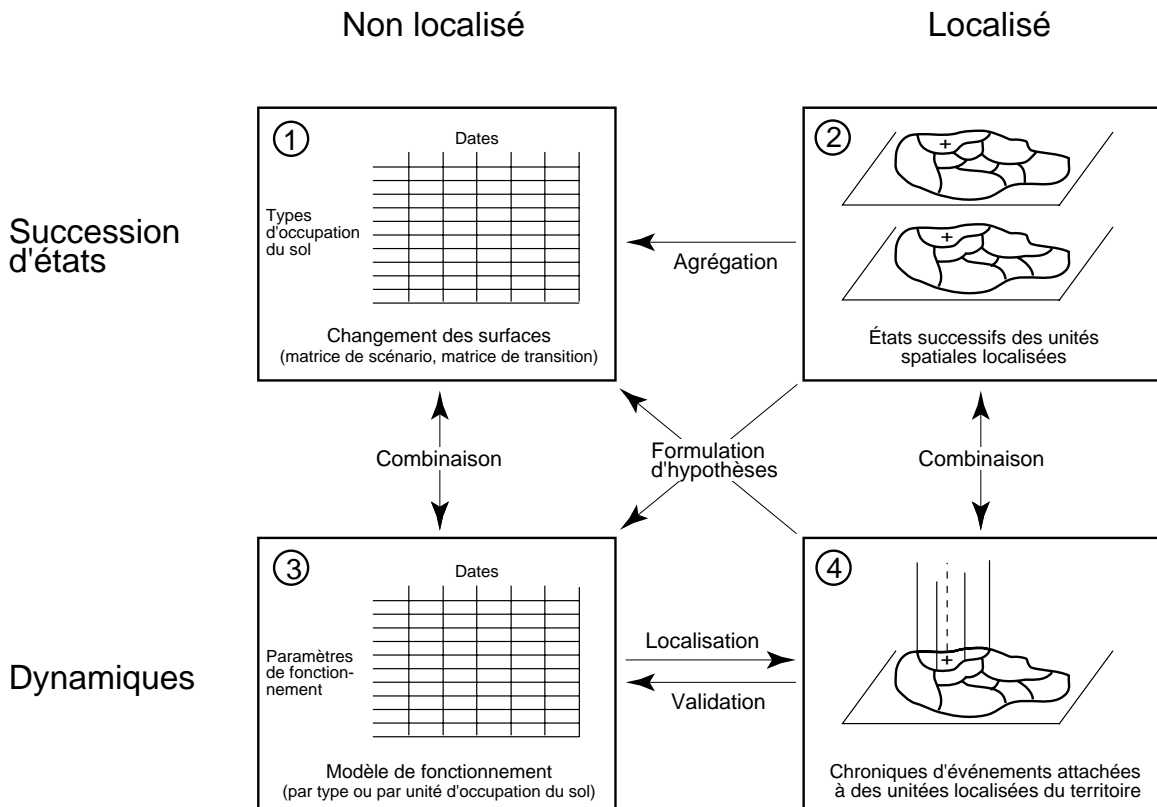 Non localisé
Localisé
1
Dates
Types
d'occupation
du sol
Changement des surfaces
(matrice de scénario, matrice de transition)
2
États successifs des unités
spatiales localisées
Succession
d'états
Agrégation
Combinaison
Formulation
d'hypothèses
Combinaison
3
Dates
Paramètres
de fonction-
nement
Modèle de fonctionnement
(par type ou par unité d'occupation du sol)
Localisation
Validation
4
Chroniques d'événements attachées
à des unitées localisées du territoire
Dynamiques